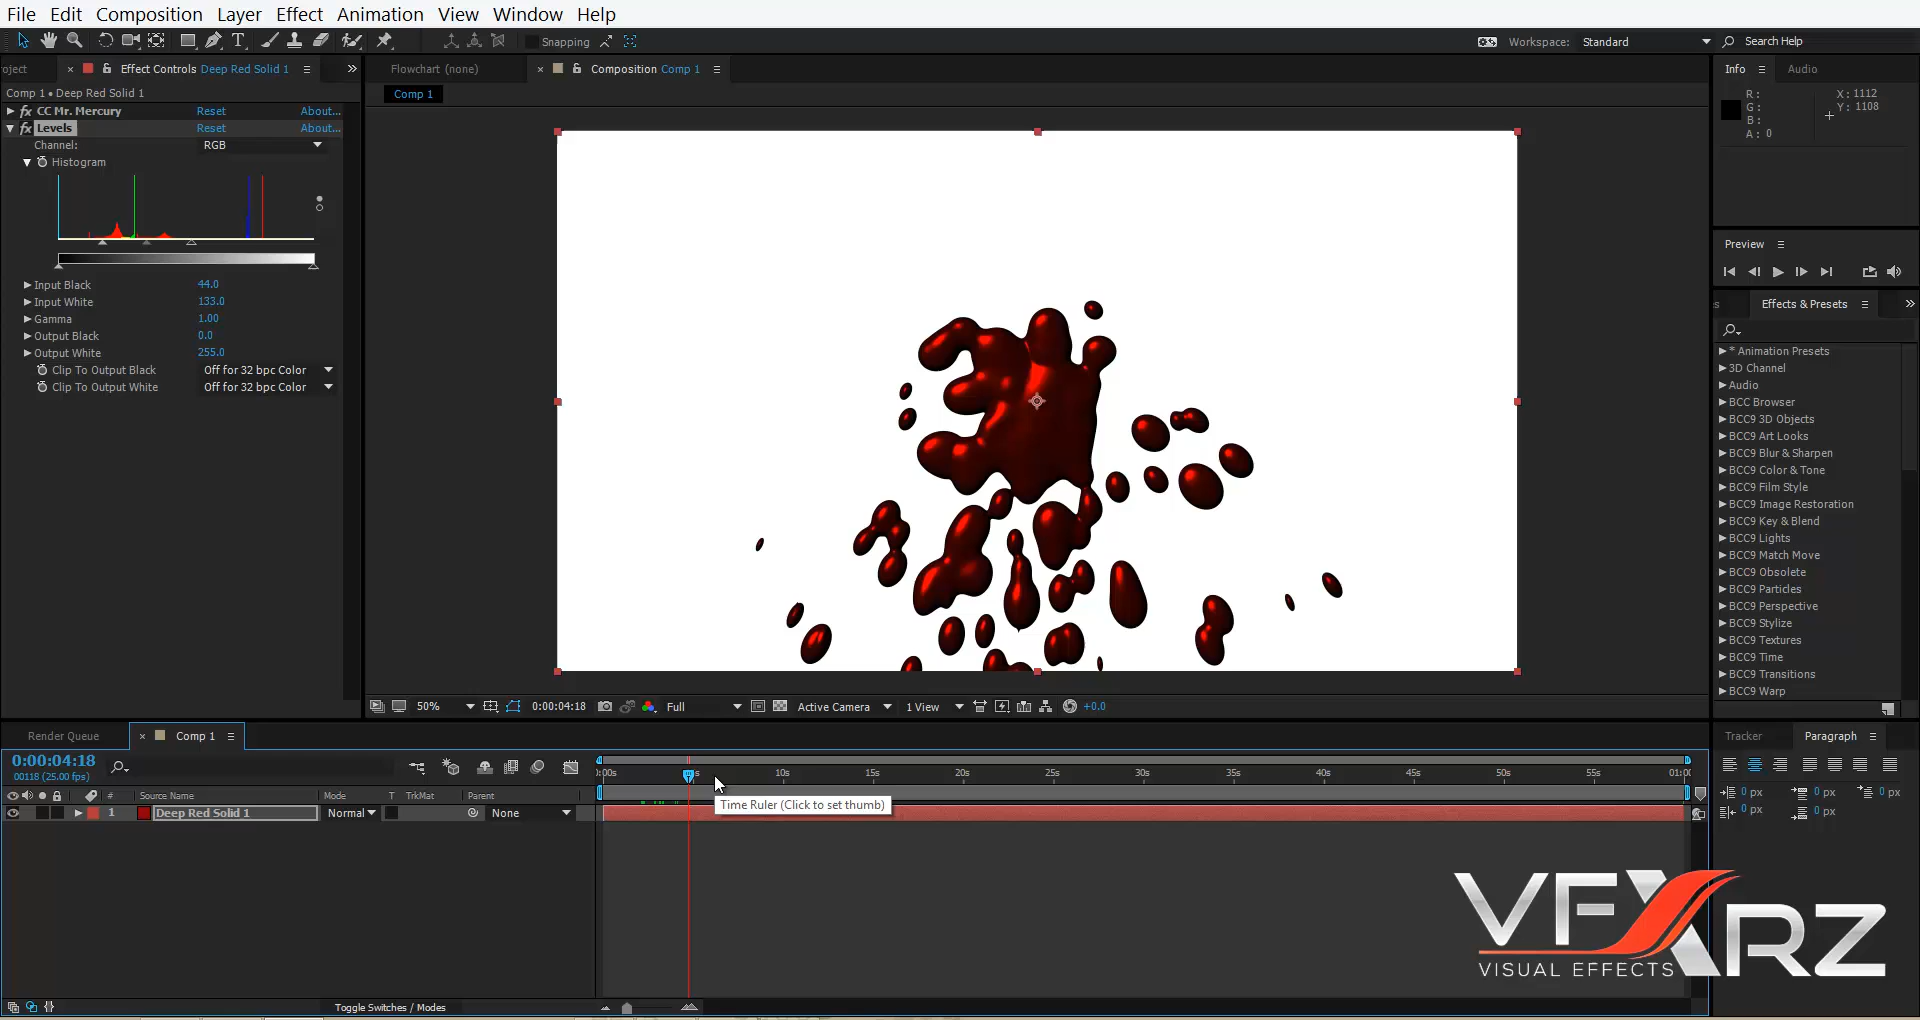 File Edit Composition Layer Effect Animation View Window Help
Snapping
Workspace: Standard
Search Help
oject
Effect Controls Deep Red Solid 1
Comp 1 • Deep Red Solid 1
fx CC Mr. Mercury Reset About...
fx Levels Reset About...
Channel: RGB
Histogram
Input Black 44.0
Input White 133.0
Gamma 1.00
Output Black 0.0
Output White 255.0
Clip To Output Black Off for 32 bpc Color
Clip To Output White Off for 32 bpc Color
Flowchart (none)
Composition Comp 1
Comp 1
50% 0:00:04:18 Full Active Camera 1 View +0.0
Info Audio
R: X: 1112
G: Y: 1108
B:
A: 0
Preview
s Effects & Presets
* Animation Presets
3D Channel
Audio
BCC Browser
BCC9 3D Objects
BCC9 Art Looks
BCC9 Blur & Sharpen
BCC9 Color & Tone
BCC9 Film Style
BCC9 Image Restoration
BCC9 Key & Blend
BCC9 Lights
BCC9 Match Move
BCC9 Obsolete
BCC9 Particles
BCC9 Perspective
BCC9 Stylize
BCC9 Textures
BCC9 Time
BCC9 Transitions
BCC9 Warp
Render Queue Comp 1
0:00:04:18
00118 (25.00 fps)
# Source Name Mode T TrkMat Parent
1 Deep Red Solid 1 Normal None
):00s s 10s 15s 20s 25s 30s 35s 40s 45s 50s 55s 01:0(
Time Ruler (Click to set thumb)
Toggle Switches / Modes
Tracker Paragraph
0 px 0 px 0 px
0 px 0 px
VFXARZ
VISUAL EFFECTS